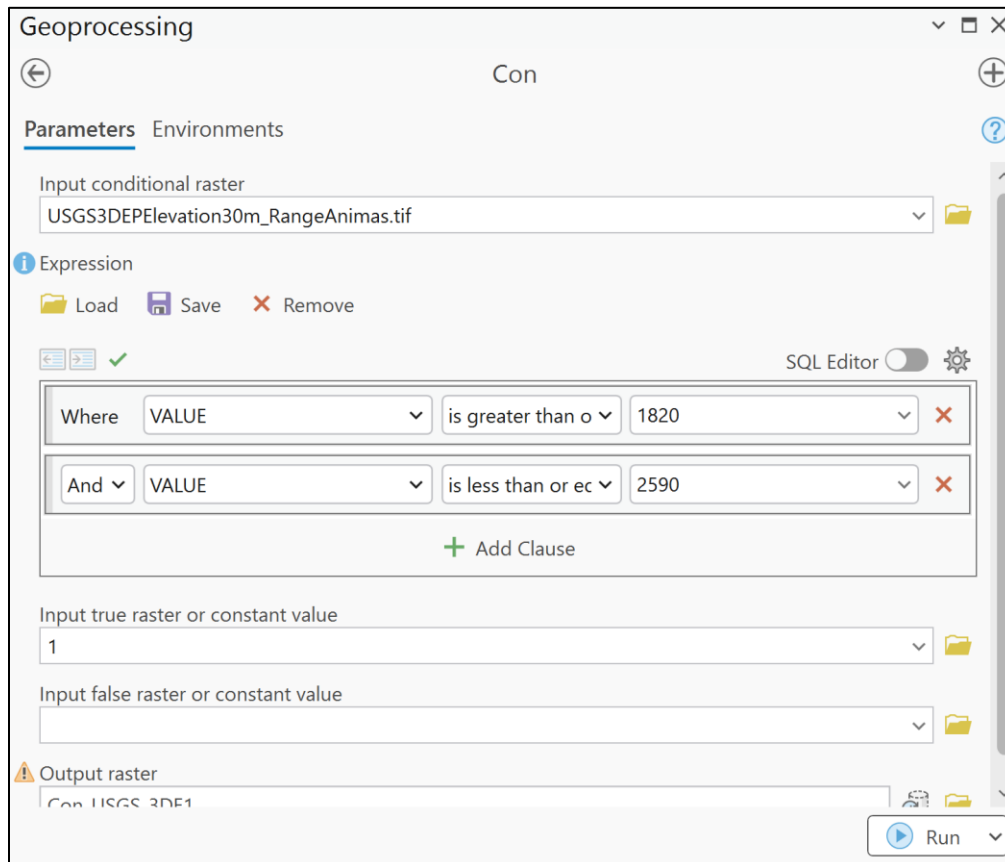 Geoprocessing
Con
Parameters Environments
Input conditional raster
USGS3DEPElevation30m_RangeAnimas.tif
Expression
Load Save Remove
SQL Editor
Where VALUE is greater than o 1820
And VALUE is less than or ec 2590
Add Clause
Input true raster or constant value
1
Input false raster or constant value
Output raster
Con_USGS_3DE1
Run